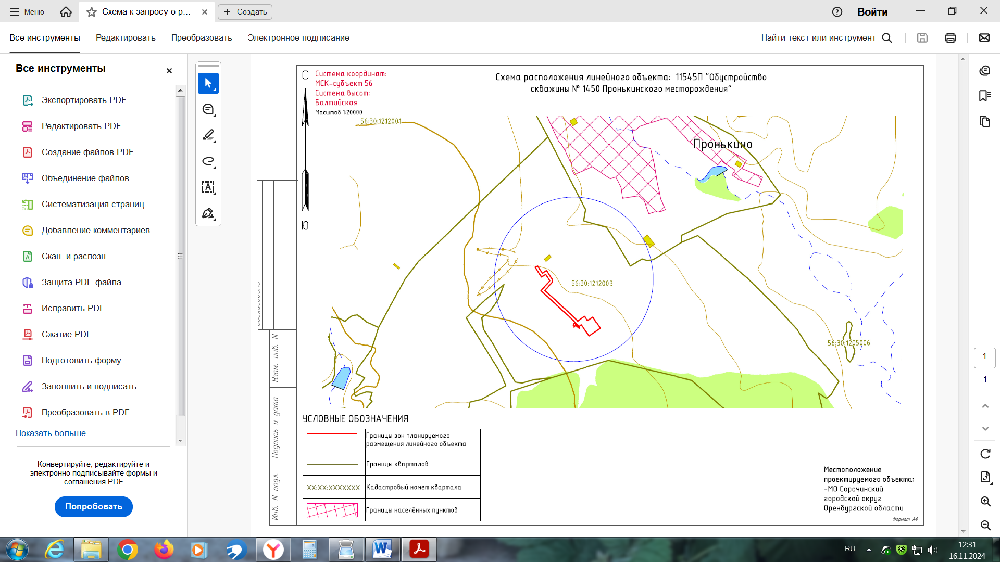 Меню
Схема к запросу о р...
Создать
Войти
Все инструменты
Редактировать
Преобразовать
Электронное подписание
Найти текст или инструмент
Все инструменты
Экспортировать PDF
Редактировать PDF
Создание файлов PDF
Объединение файлов
Систематизация страниц
Добавление комментариев
Скан. и распозн.
Защита PDF-файла
Исправить PDF
Сжатие PDF
Подготовить форму
Заполнить и подписать
Преобразовать в PDF
Показать больше
Конвертируйте, редактируйте и
электронно подписывайте формы и
соглашения PDF
Попробовать
С
Ю
Система координат:
МСК-субъект 56
Система высот:
Балтийская
Масштаб 1:20000
Схема расположения линейного объекта: 11545П "Обустройство
скважины № 1450 Пронькинского месторождения"
56:30:1212001
Пронькино
56:30:1212003
56:30:1205006
Взам. инв. N
Подпись и дата
Инв. N подл.
УСЛОВНЫЕ ОБОЗНАЧЕНИЯ
Границы зон планируемого
размещения линейного объекта
Границы кварталов
XX:XX:XXXXXXX
Кадастровый номет квартала
Границы населённых пунктов
Местоположение
проектируемого объекта:
-МО Сорочинский
городской округ
Оренбургской области
Формат А4
1
1
RU
12:31
16.11.2024